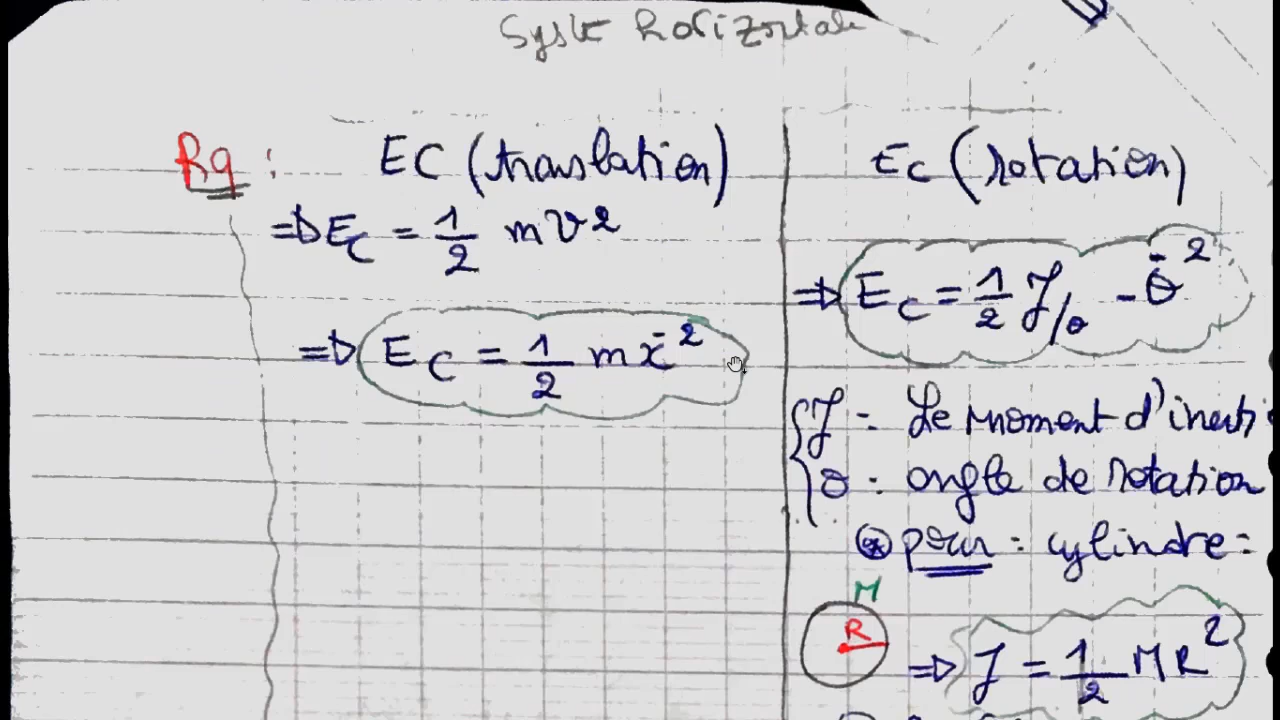 Syste horizontale
Rq : EC (translation)
=> Ec = 1/2 mv²
=> Ec = 1/2 mẋ²
Ec (rotation)
=> Ec = 1/2 J/o - θ̇²
J = Le moment d'inerti
θ : angle de rotation
pour : cylindre :
M
R
=> J = 1/2 MR²